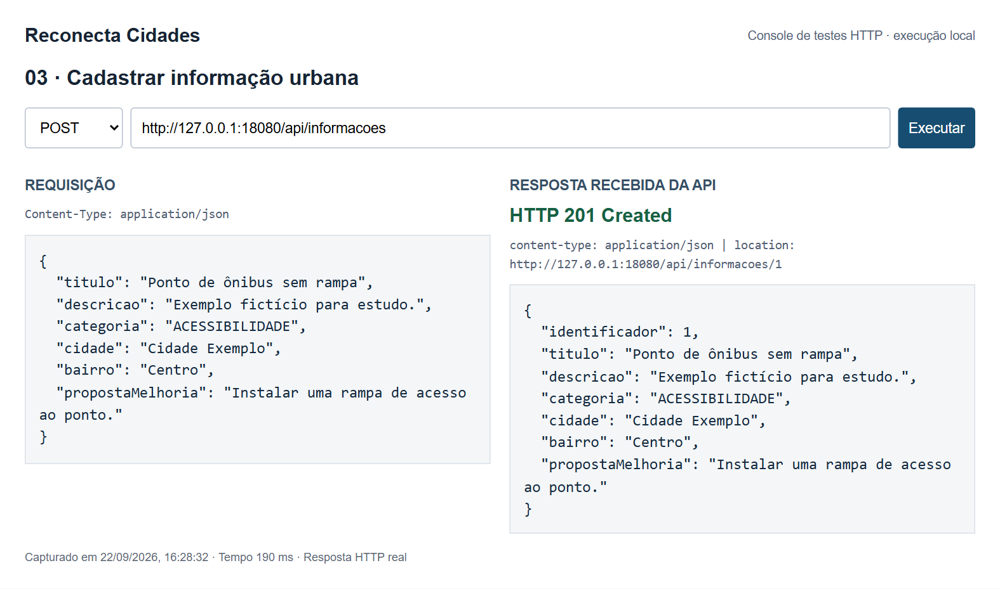 Reconecta Cidades
Console de testes HTTP · execução local
03 · Cadastrar informação urbana
POST
http://127.0.0.1:18080/api/informacoes
Executar
REQUISIÇÃO
Content-Type: application/json
{
  "titulo": "Ponto de ônibus sem rampa",
  "descricao": "Exemplo fictício para estudo.",
  "categoria": "ACESSIBILIDADE",
  "cidade": "Cidade Exemplo",
  "bairro": "Centro",
  "propostaMelhoria": "Instalar uma rampa de acesso
ao ponto."
}
RESPOSTA RECEBIDA DA API
HTTP 201 Created
content-type: application/json | location:
http://127.0.0.1:18080/api/informacoes/1
{
  "identificador": 1,
  "titulo": "Ponto de ônibus sem rampa",
  "descricao": "Exemplo fictício para estudo.",
  "categoria": "ACESSIBILIDADE",
  "cidade": "Cidade Exemplo",
  "bairro": "Centro",
  "propostaMelhoria": "Instalar uma rampa de acesso
ao ponto."
}
Capturado em 22/09/2026, 16:28:32 · Tempo 190 ms · Resposta HTTP real